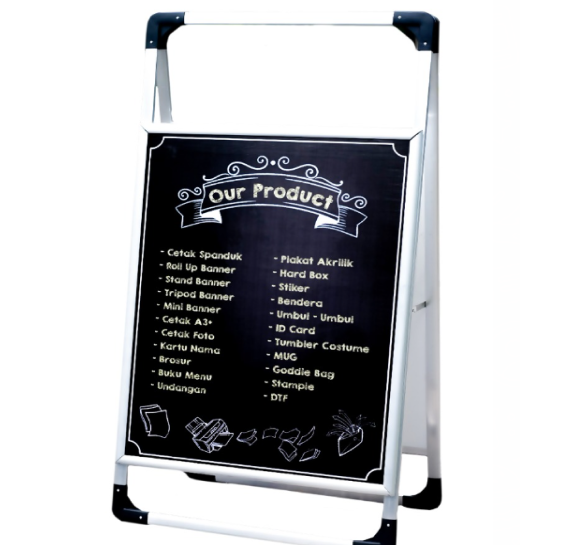 Our Product
- Cetak Spanduk
- Roll Up Banner
- Stand Banner
- Tripod Banner
- Mini Banner
- Cetak A3+
- Cetak Foto
- Kartu Nama
- Brosur
- Buku Menu
- Undangan
- Plakat Akrilik
- Hard Box
- Stiker
- Bendera
- Umbul - Umbul
- ID Card
- Tumbler Costume
- MUG
- Goddie Bag
- Stample
- DTF